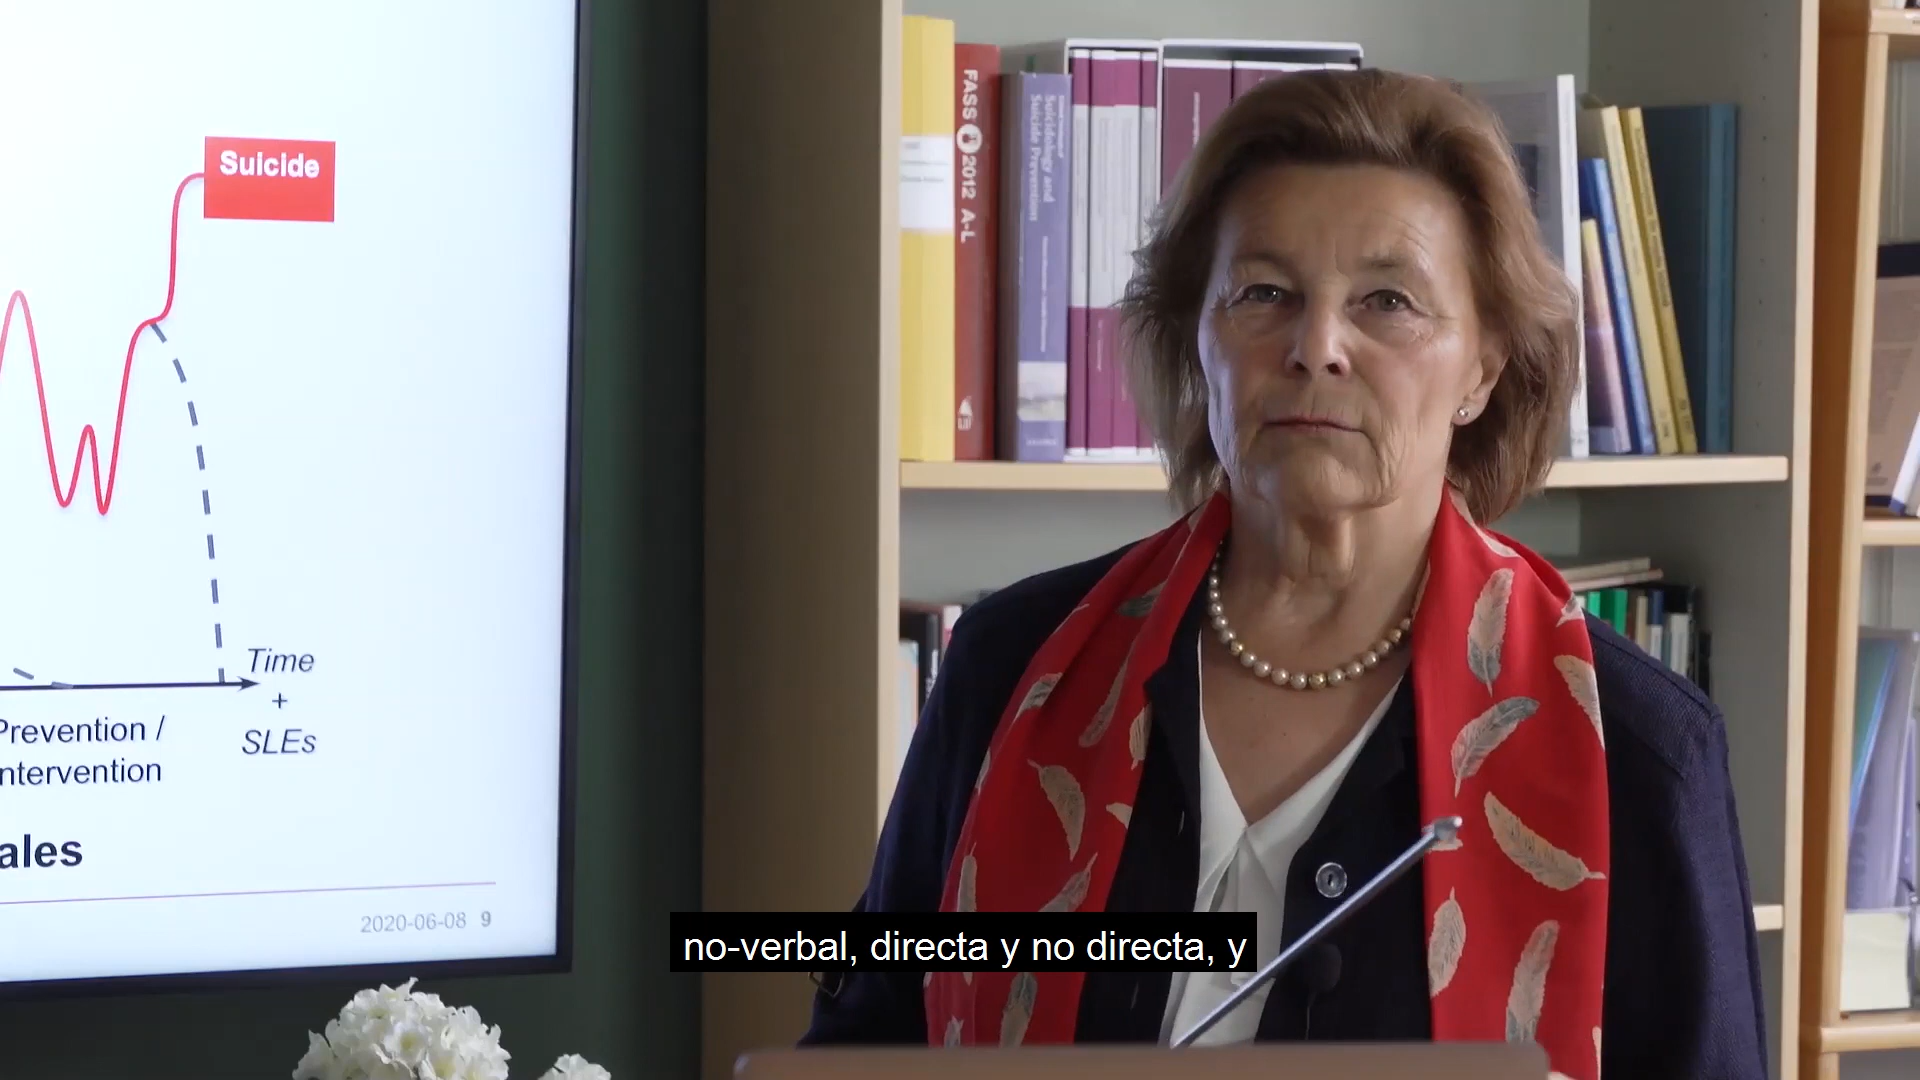 Suicide
Time
+
SLEs
Prevention /
ntervention
ales
2020-06-08 9
FASS 2012 A-L
Suicidology and
Suicide Prevention
no-verbal, directa y no directa, y